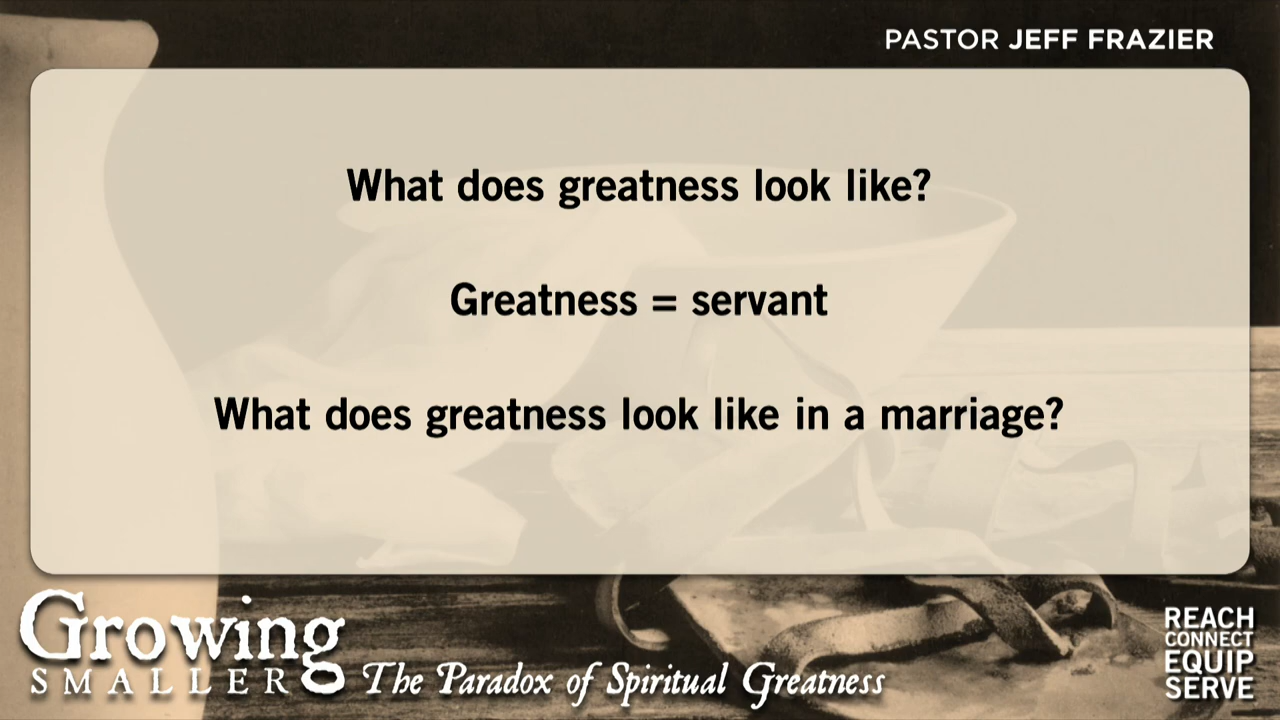 PASTOR JEFF FRAZIER
What does greatness look like?
Greatness = servant
What does greatness look like in a marriage?
Growing
SMALLER
The Paradox of Spiritual Greatness
REACH
CONNECT
EQUIP
SERVE